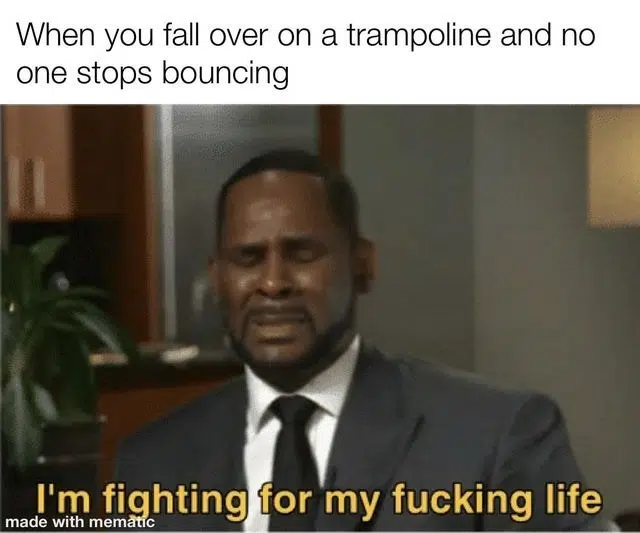 When you fall over on a trampoline and no
one stops bouncing
I'm fighting for my fucking life
made with mematic